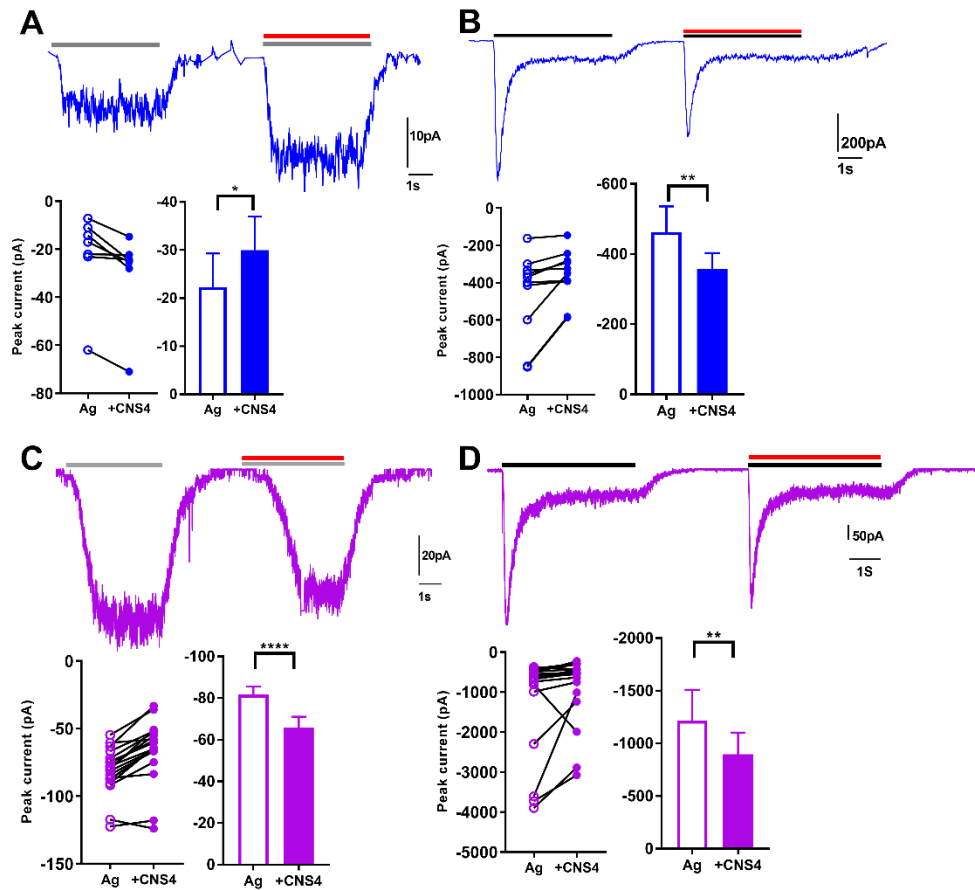 A
10pA
1s
0
-20
-40
-60
-80
Peak current (pA)
Ag +CNS4
-40
-30
-20
-10
0
*
Ag +CNS4
B
200pA
1s
0
-200
-400
-600
-800
-1000
Peak current (pA)
Ag +CNS4
-600
-400
-200
0
**
Ag +CNS4
C
20pA
1s
0
-50
-100
-150
Peak current (pA)
Ag +CNS4
-100
-80
-60
-40
-20
0
****
Ag +CNS4
D
50pA
1S
0
-1000
-2000
-3000
-4000
-5000
Peak current (pA)
Ag +CNS4
-2000
-1500
-1000
-500
0
**
Ag +CNS4